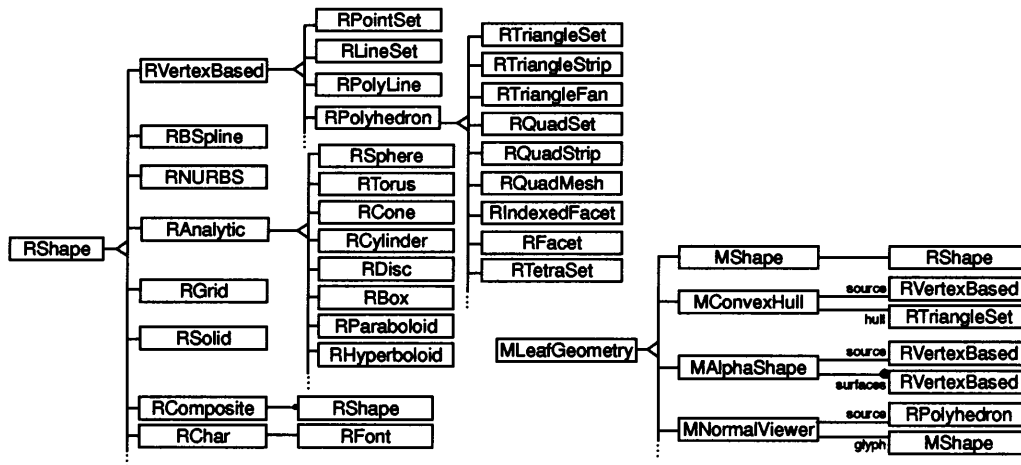 RShape
RVertexBased
RBSpline
RNURBS
RAnalytic
RGrid
RSolid
RComposite
RChar
RPointSet
RLineSet
RPolyLine
RPolyhedron
RSphere
RTorus
RCone
RCylinder
RDisc
RBox
RParaboloid
RHyperboloid
RShape
RFont
RTriangleSet
RTriangleStrip
RTriangleFan
RQuadSet
RQuadStrip
RQuadMesh
RIndexedFacet
RFacet
RTetraSet
MLeafGeometry
MShape
RShape
MConvexHull
source
RVertexBased
hull
RTriangleSet
MAlphaShape
source
RVertexBased
surfaces
RVertexBased
MNormalViewer
source
RPolyhedron
glyph
MShape